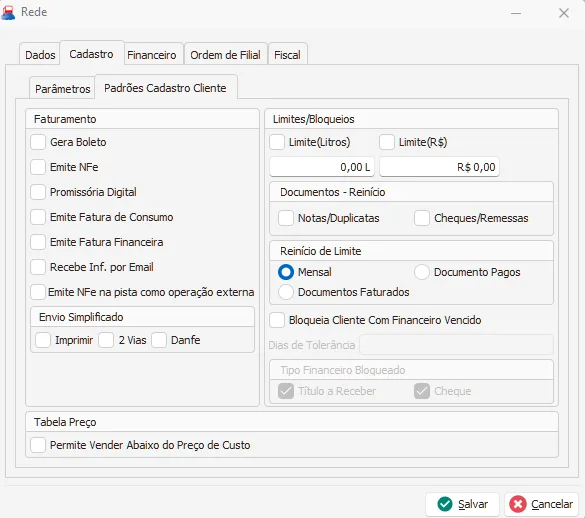 Rede
Dados Cadastro Financeiro Ordem de Filial Fiscal
Parâmetros Padrões Cadastro Cliente
Faturamento
Gera Boleto
Emite NFe
Promissória Digital
Emite Fatura de Consumo
Emite Fatura Financeira
Recebe Inf. por Email
Emite NFe na pista como operação externa
Envio Simplificado
Imprimir 2 Vias Danfe
Limites/Bloqueios
Limite(Litros) Limite(R$)
0,00 L R$ 0,00
Documentos - Reinício
Notas/Duplicatas Cheques/Remessas
Reinício de Limite
Mensal Documento Pagos
Documentos Faturados
Bloqueia Cliente Com Financeiro Vencido
Dias de Tolerância
Tipo Financeiro Bloqueado
Título a Receber Cheque
Tabela Preço
Permite Vender Abaixo do Preço de Custo
Salvar Cancelar